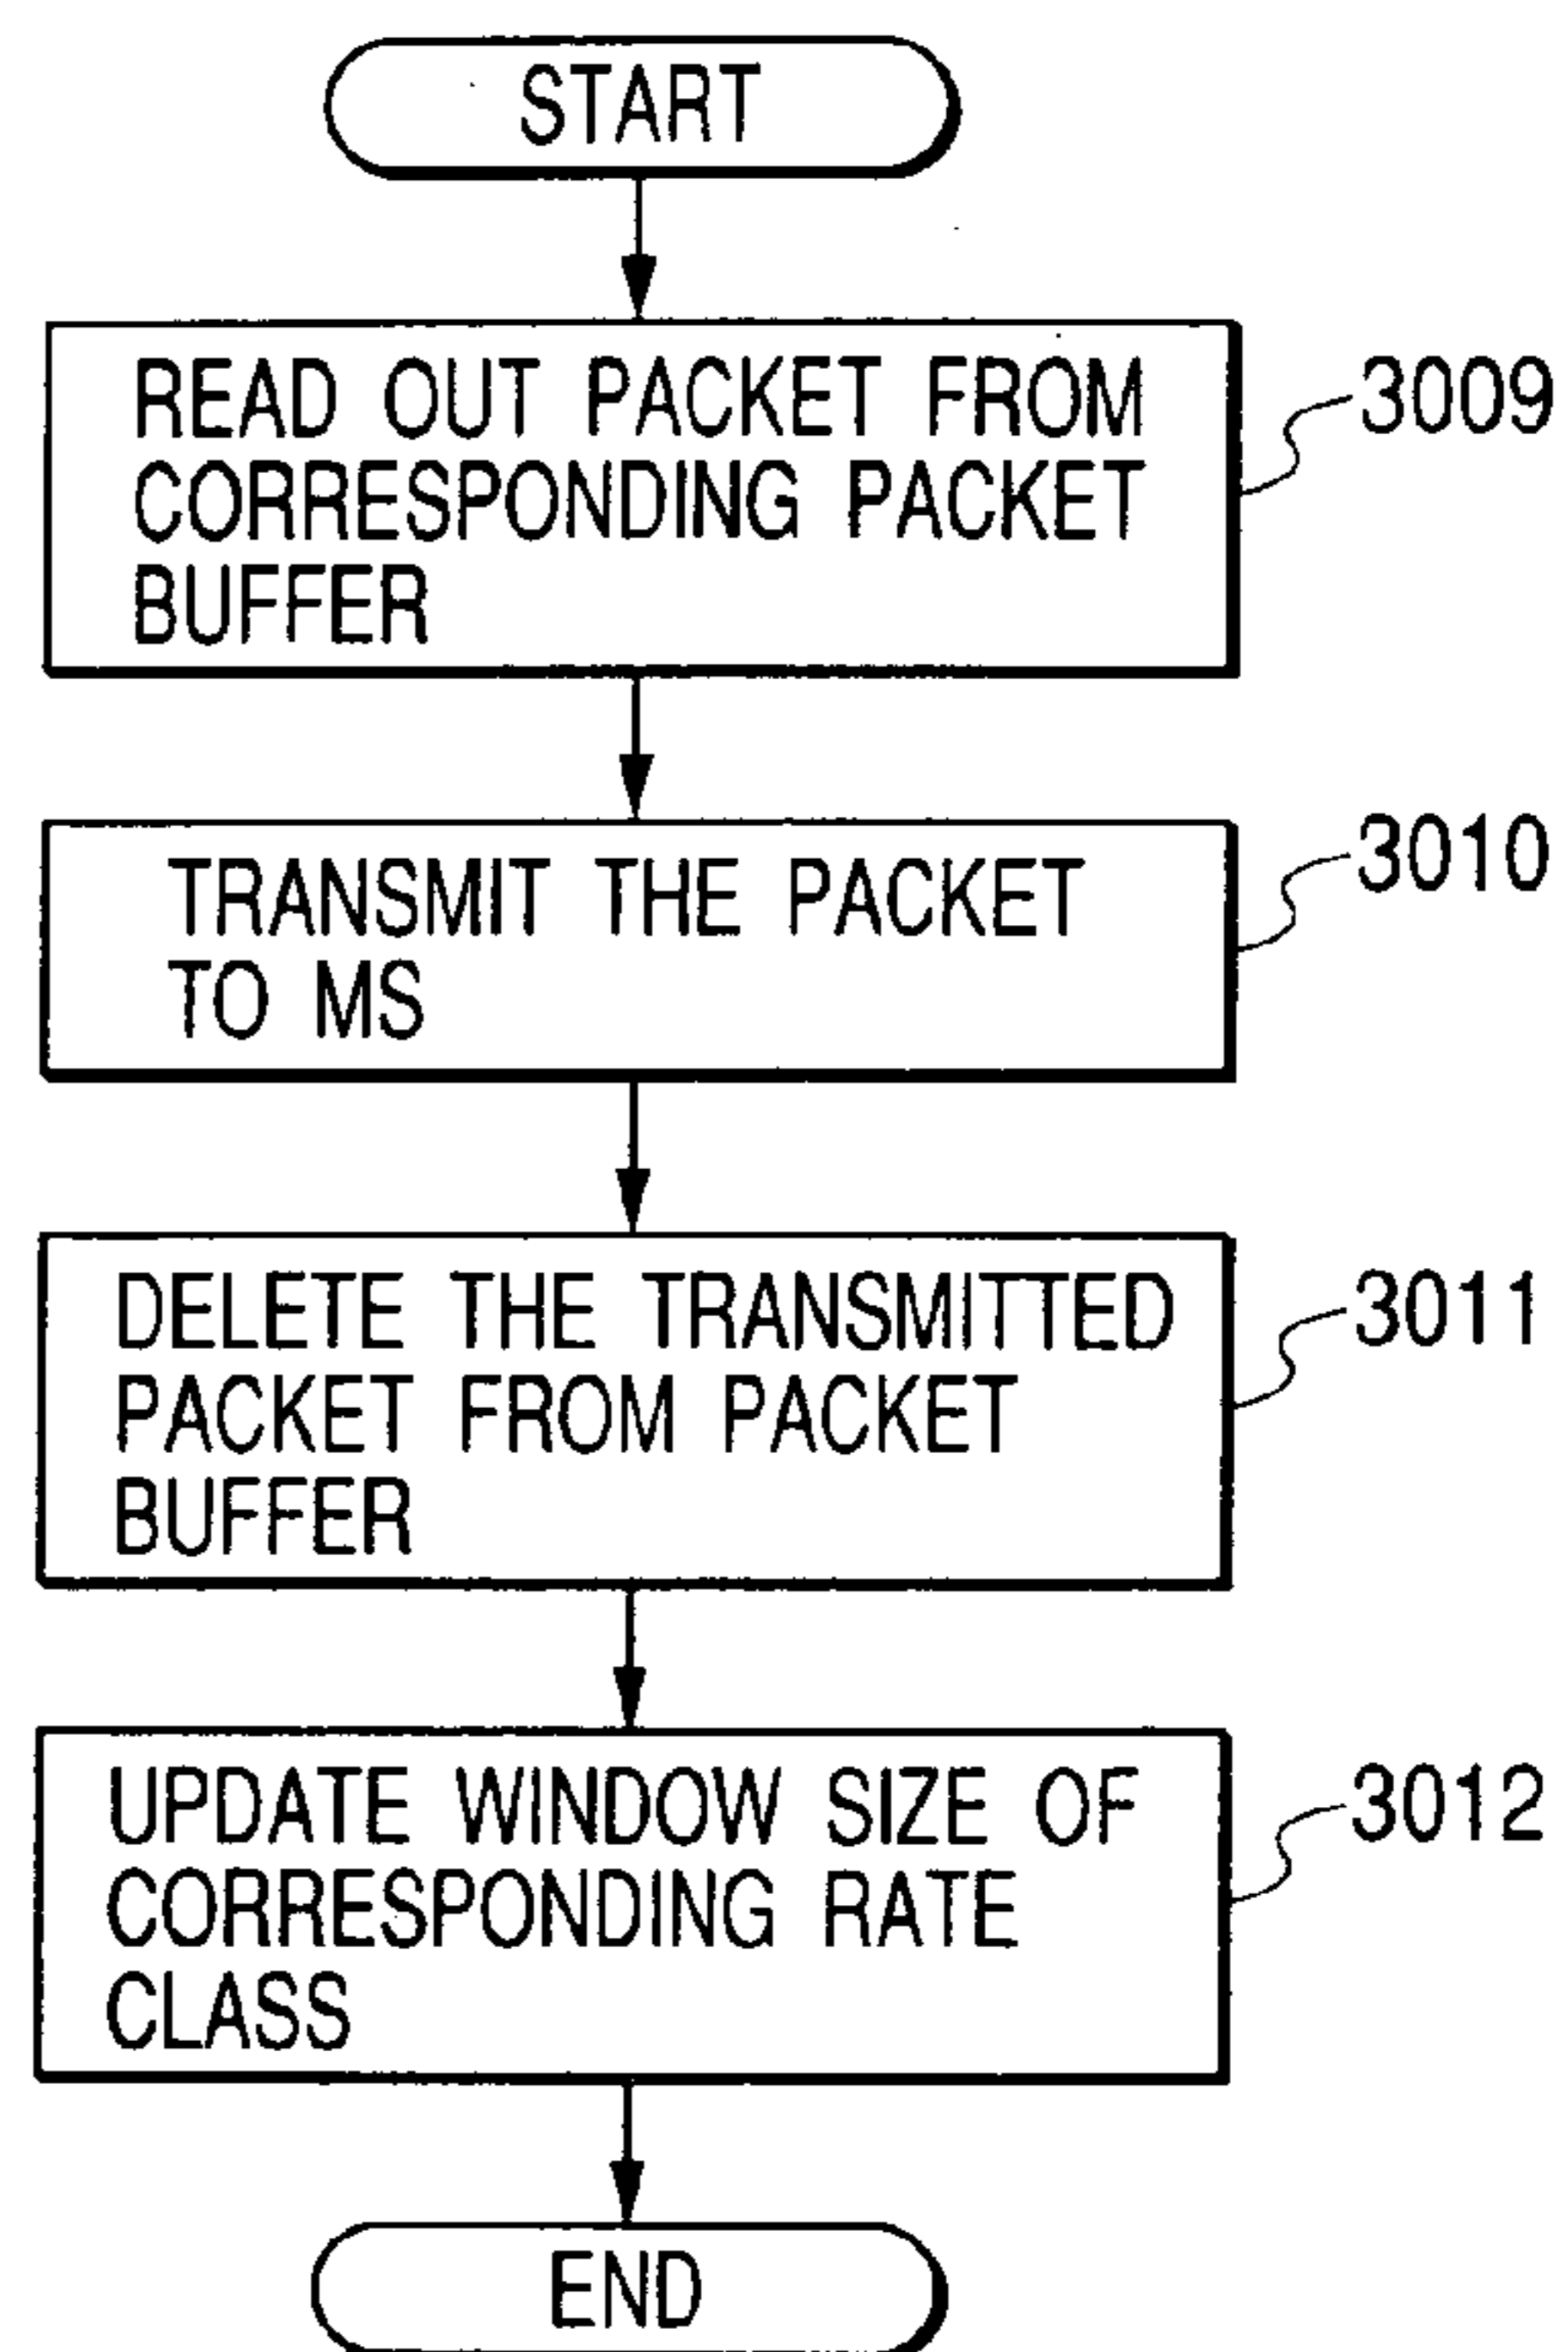 START
READ OUT PACKET FROM
CORRESPONDING PACKET
BUFFER
3009
TRANSMIT THE PACKET
TO MS
3010
DELETE THE TRANSMITTED
PACKET FROM PACKET
BUFFER
3011
UPDATE WINDOW SIZE OF
CORRESPONDING RATE
CLASS
3012
END